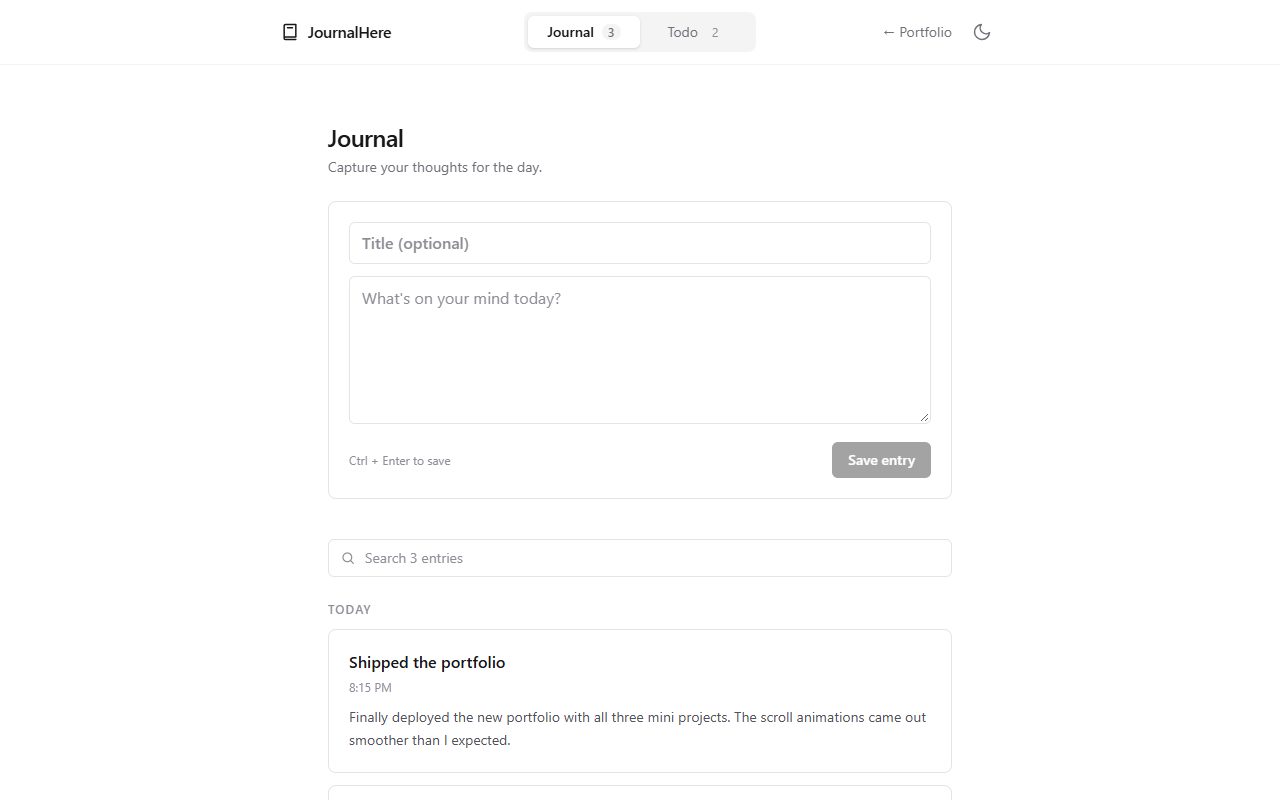 JournalHere
Journal 3
Todo 2
← Portfolio
Journal
Capture your thoughts for the day.
Title (optional)
What's on your mind today?
Ctrl + Enter to save
Save entry
Search 3 entries
TODAY
Shipped the portfolio
8:15 PM
Finally deployed the new portfolio with all three mini projects. The scroll animations came out
smoother than I expected.